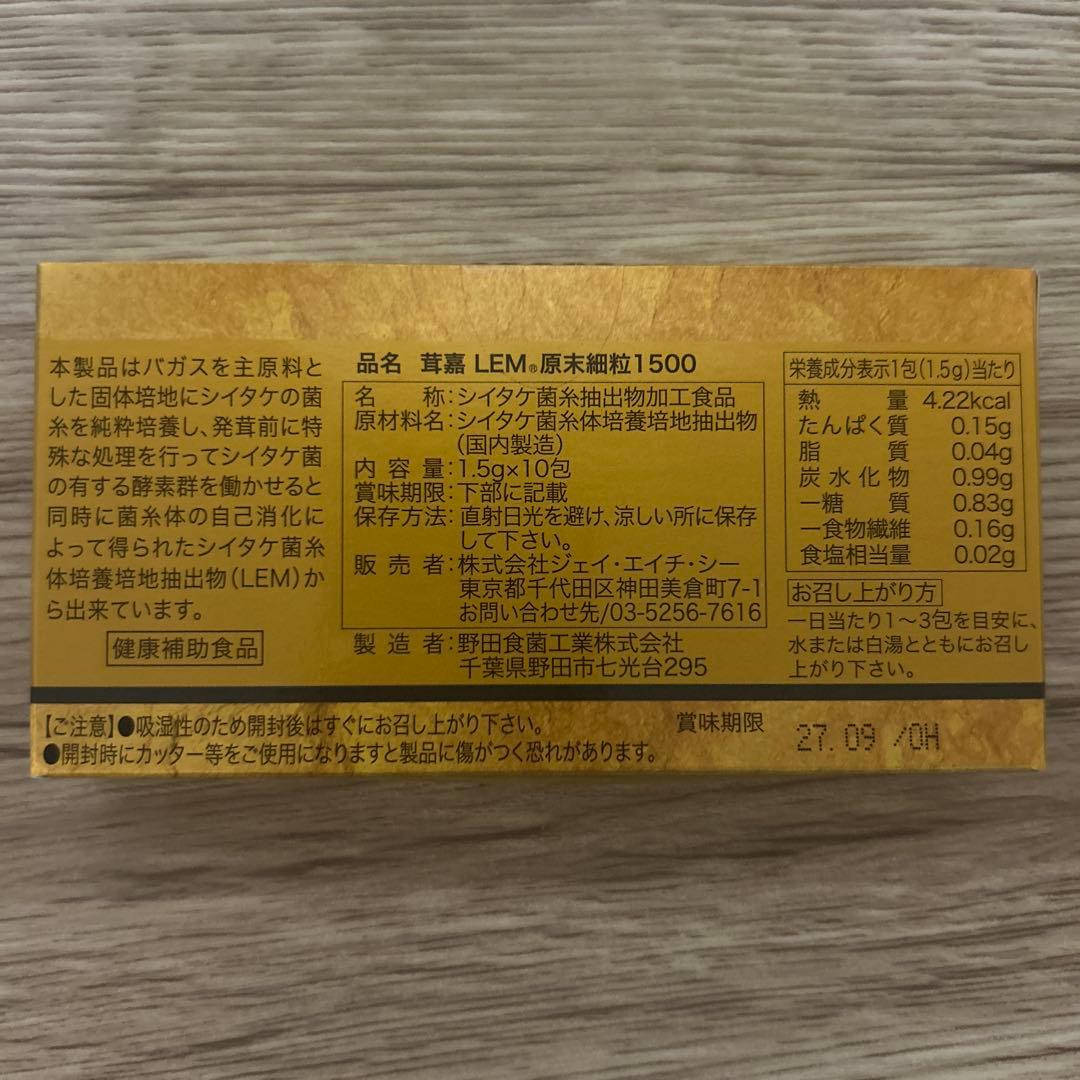 本製品はバガスを主原料と
した固体培地にシイタケの菌
糸を純粋培養し、発茸前に特
殊な処理を行ってシイタケ菌
の有する酵素群を働かせると
同時に菌糸体の自己消化に
よって得られたシイタケ菌糸
体培養培地抽出物(LEM)か
ら出来ています。
健康補助食品
品名 茸嘉 LEM®原末細粒1500
名称:シイタケ菌糸抽出物加工食品
原材料名:シイタケ菌糸体培養培地抽出物
(国内製造)
内容量:1.5g×10包
賞味期限:下部に記載
保存方法:直射日光を避け、涼しい所に保存
して下さい。
販売者:株式会社ジェイ・エイチ・シー
東京都千代田区神田美倉町7-1
お問い合わせ先/03-5256-7616
製造者:野田食菌工業株式会社
千葉県野田市七光台295
栄養成分表示1包(1.5g)当たり
熱量 4.22kcal
たんぱく質 0.15g
脂質 0.04g
炭水化物 0.99g
ー糖質 0.83g
ー食物繊維 0.16g
食塩相当量 0.02g
お召し上がり方
一日当たり1～3包を目安に、
水または白湯とともにお召し
上がり下さい。
【ご注意】●吸湿性のため開封後はすぐにお召し上がり下さい。
●開封時にカッター等をご使用になりますと製品に傷がつく恐れがあります。
賞味期限 27.09 /OH